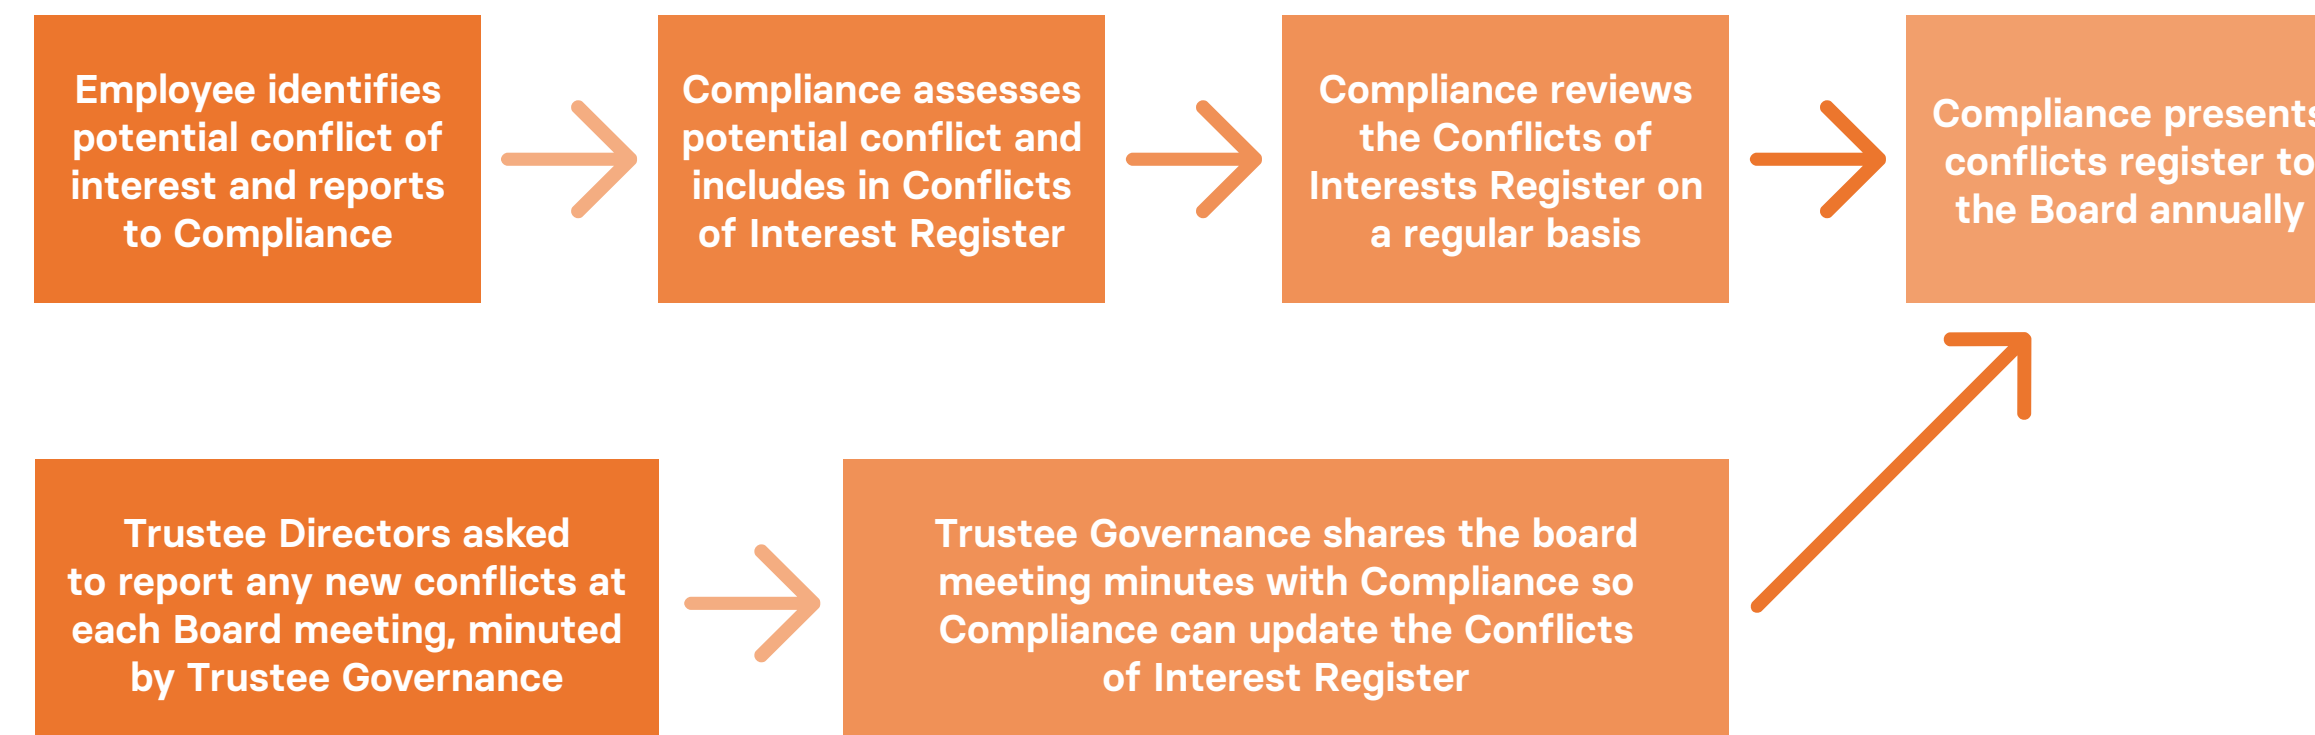 Employee identifies
potential conflict of
interest and reports
to Compliance
Compliance assesses
potential conflict and
includes in Conflicts
of Interest Register
Compliance reviews
the Conflicts of
Interests Register on
a regular basis
Compliance presents
conflicts register to
the Board annually
Trustee Directors asked
to report any new conflicts at
each Board meeting, minuted
by Trustee Governance
Trustee Governance shares the board
meeting minutes with Compliance so
Compliance can update the Conflicts
of Interest Register